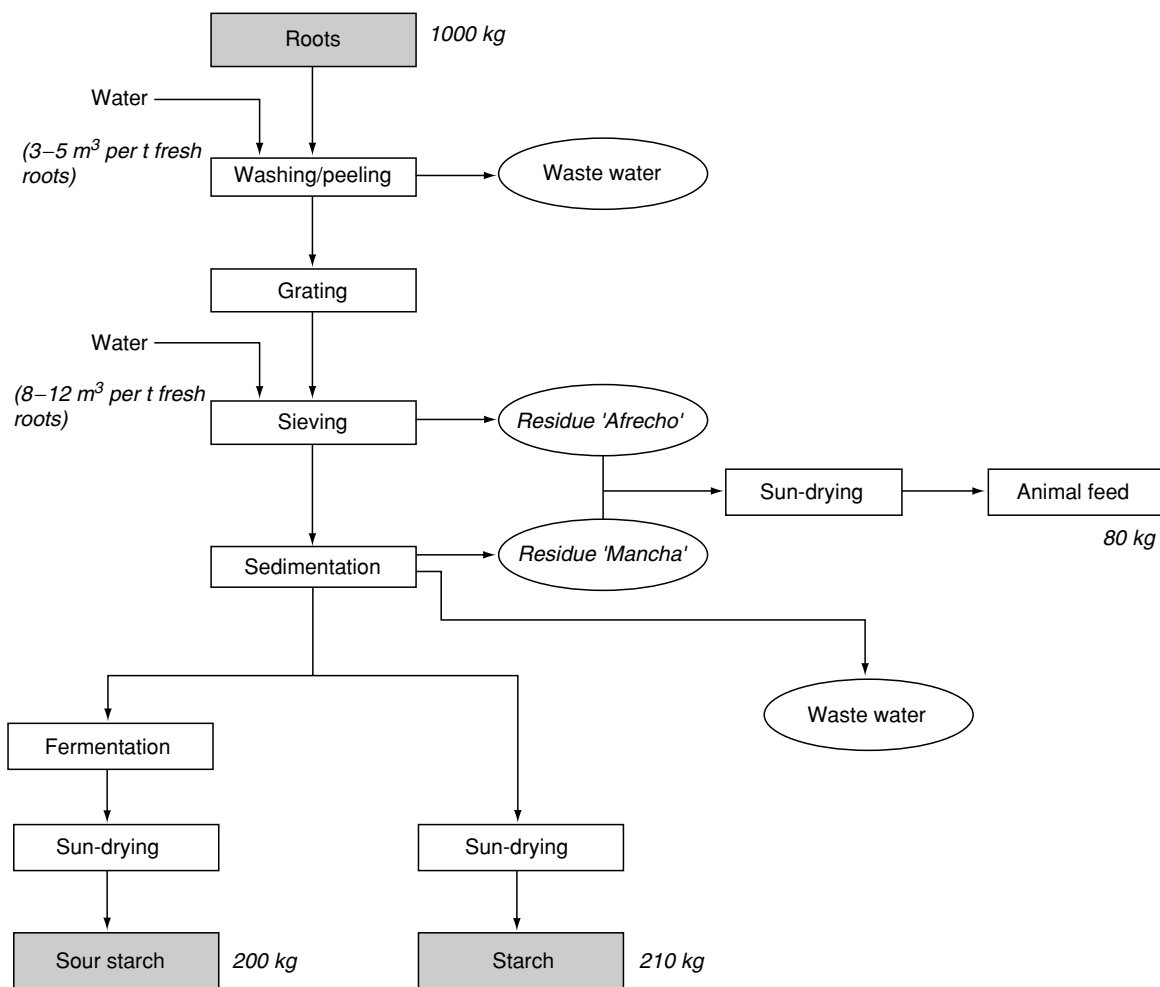 Roots
1000 kg
Water
(3–5 m³ per t fresh
roots)
Washing/peeling
Waste water
Grating
Water
(8–12 m³ per t fresh
roots)
Sieving
Residue 'Afrecho'
Sun-drying
Animal feed
80 kg
Residue 'Mancha'
Sedimentation
Waste water
Fermentation
Sun-drying
Sun-drying
Sour starch
200 kg
Starch
210 kg